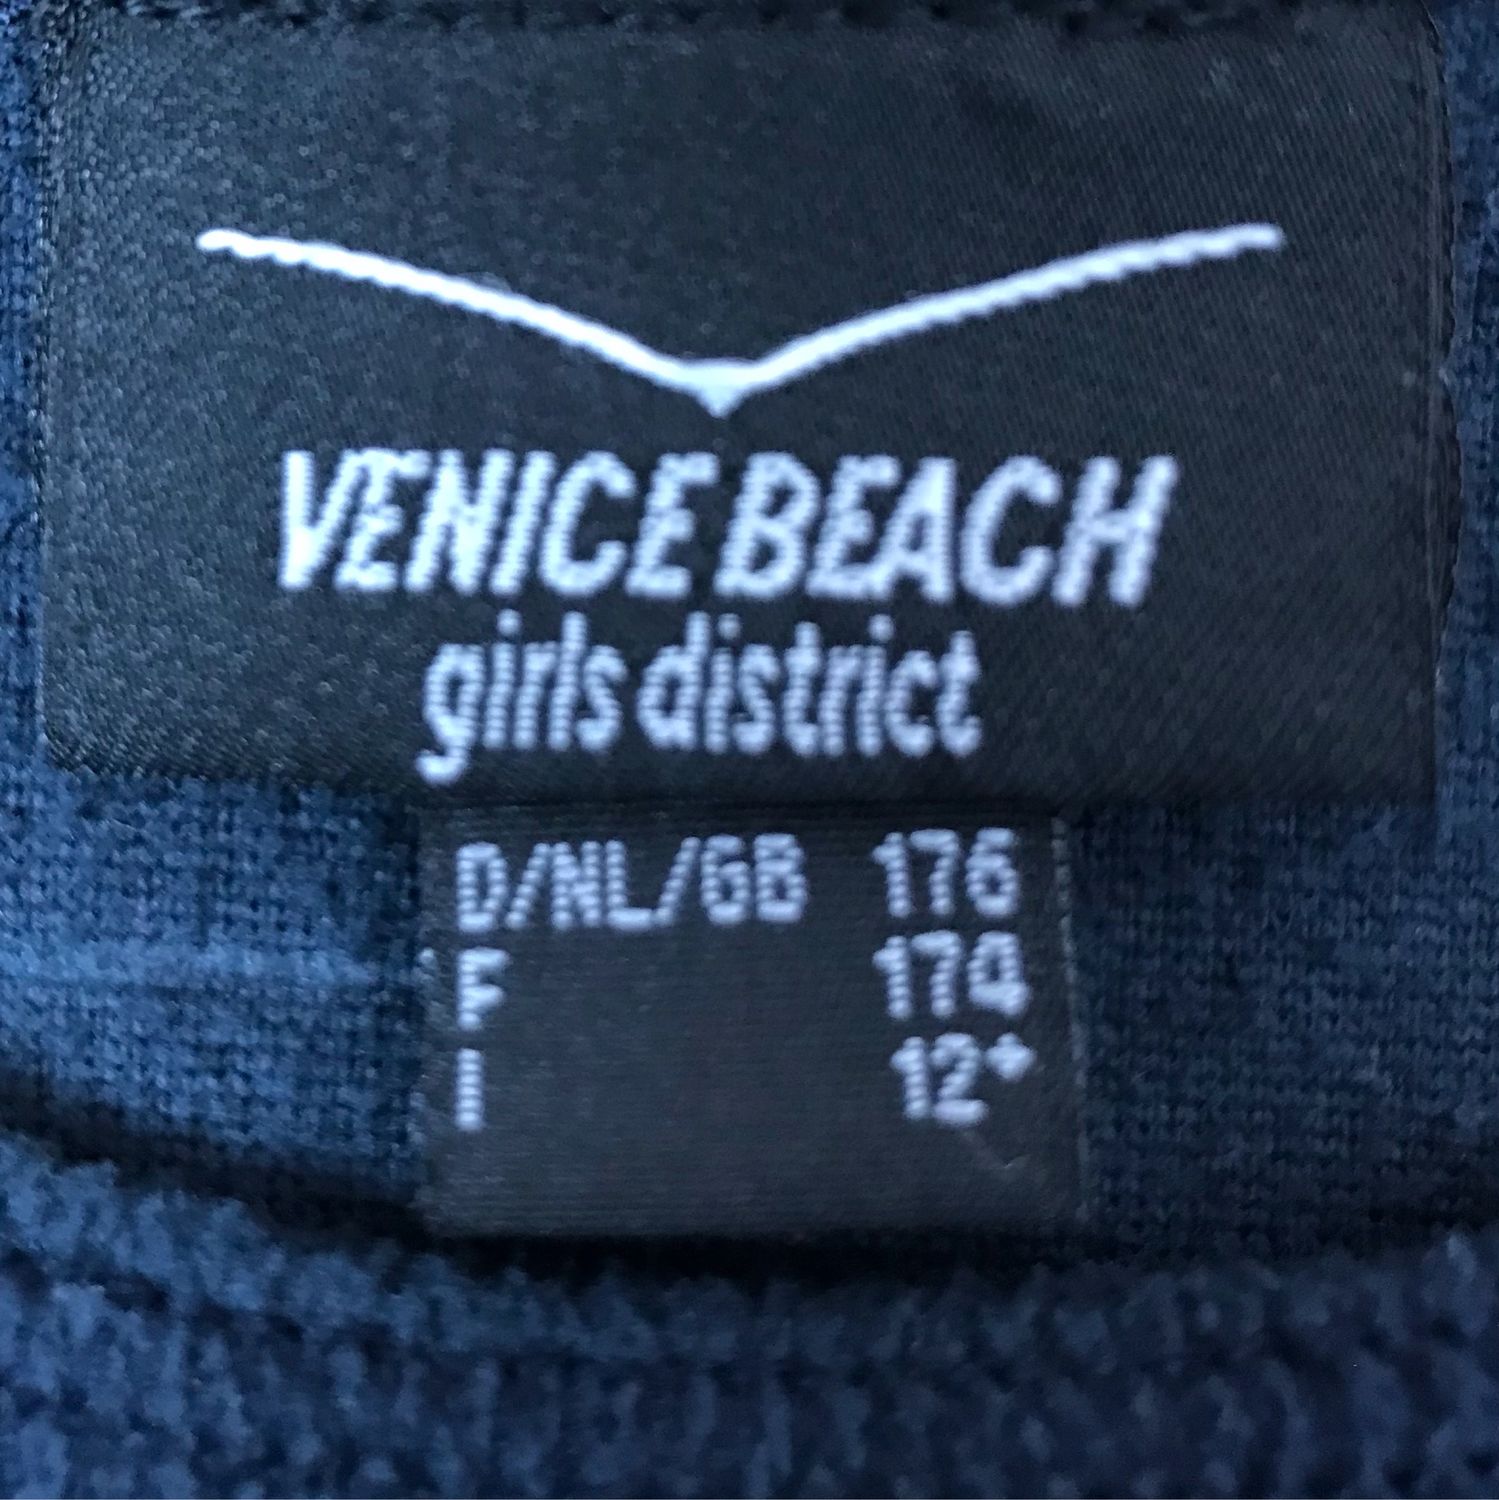 VENICE BEACH
girls district
D/NL/GB 176
F 174
I 12+